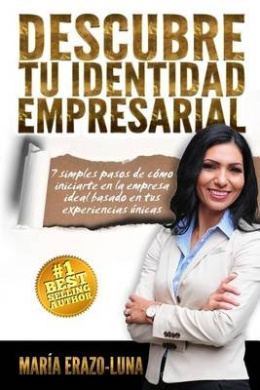 DESCUBRE
TU IDENTIDAD
EMPRESARIAL
7 simples pasos de cómo
iniciarte en la empresa
ideal basado en tus
experiencias únicas
#1
BEST
SELLING
AUTHOR
MARÍA ERAZO-LUNA